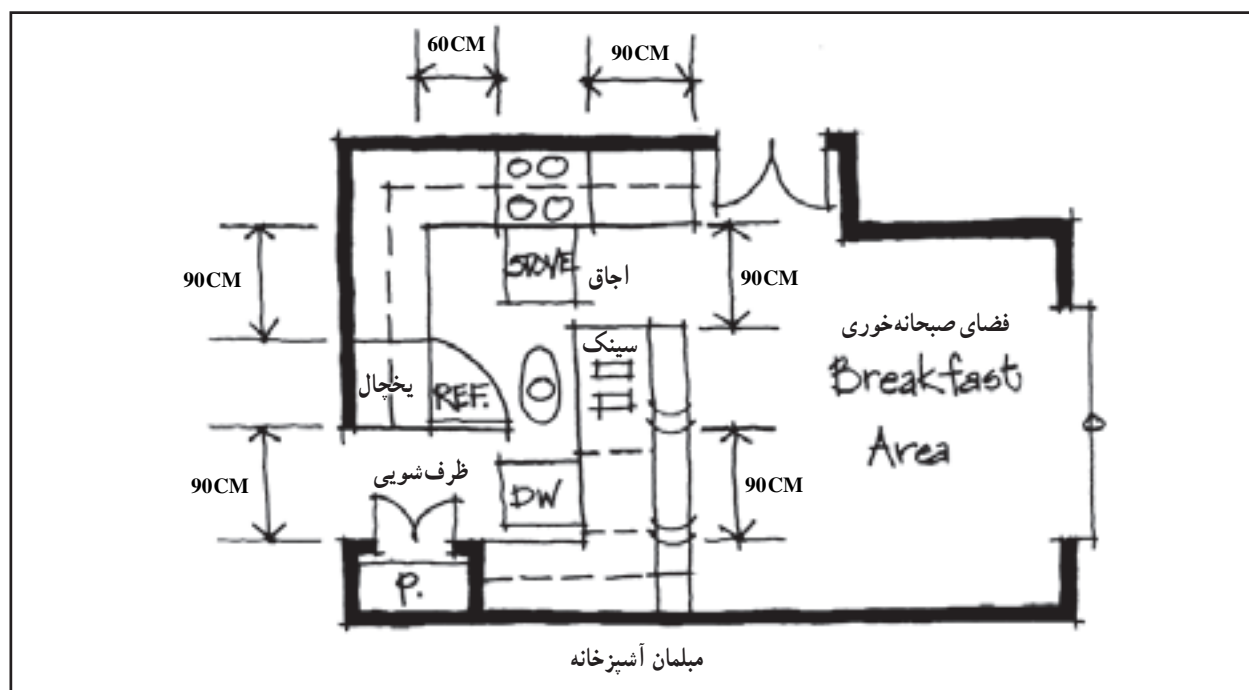 60CM
90CM
90CM
STOVE
اجاق
90CM
فضای صبحانه‌خوری
Breakfast
Area
سینک
یخچال
REF.
90CM
ظرف‌شویی
DW
90CM
P.
مبلمان آشپزخانه